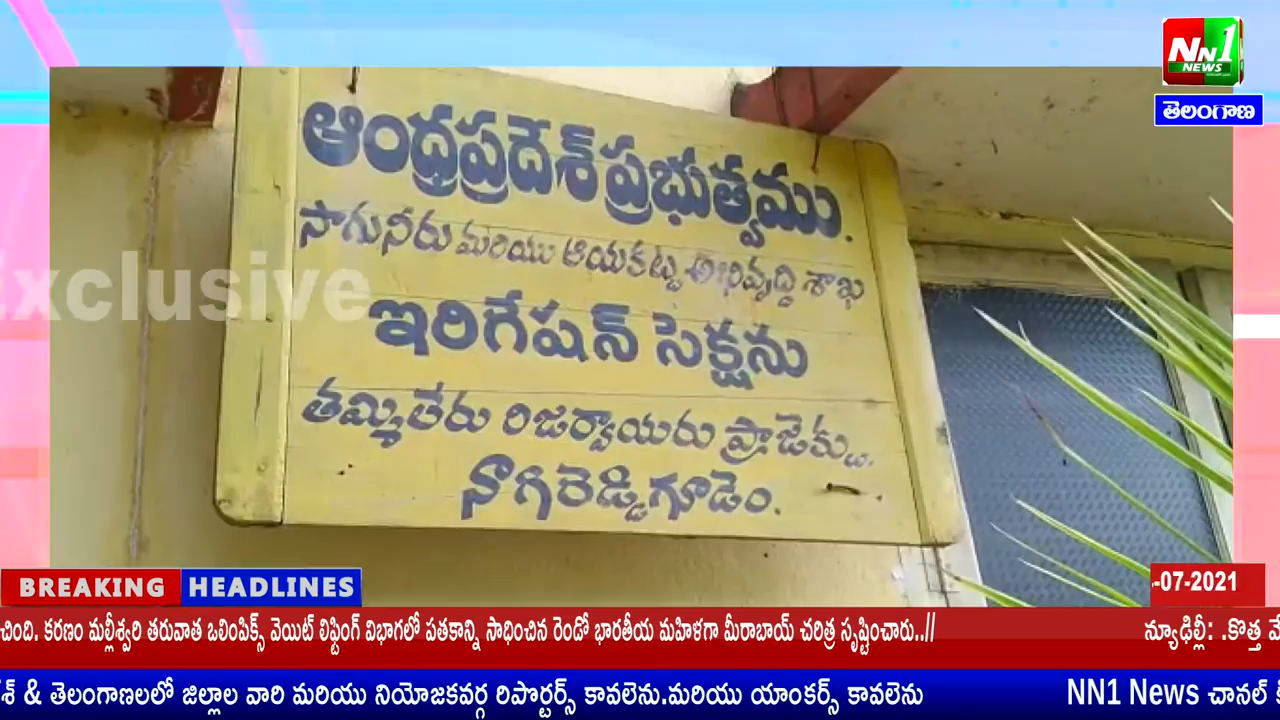 NN1
NEWS
తెలంగాణ
ఆంధ్రప్రదేశ్ ప్రభుత్వము.
సాగునీరు మరియు ఆయకట్టు అభివృద్ధి శాఖ
Exclusive
ఇరిగేషన్ సెక్షను
తమ్మిలేరు రిజర్వాయరు ప్రాజెక్టు.
నాగిరెడ్డిగూడెం.
BREAKING HEADLINES
-07-2021
చింది. కరణం మల్లీశ్వరి తరువాత ఒలింపిక్స్ వెయిట్ లిఫ్టింగ్ విభాగంలో పతకాన్ని సాధించిన రెండో భారతీయ మహిళగా మీరాబాయ్ చరిత్ర సృష్టించారు..// న్యూఢిల్లీ: .కొత్త
శ్ & తెలంగాణలలో జిల్లాల వారి మరియు నియోజకవర్గ రిపొర్టర్స్ కావలెను.మరియు యాంకర్స్ కావలెను NN1 News చానల్